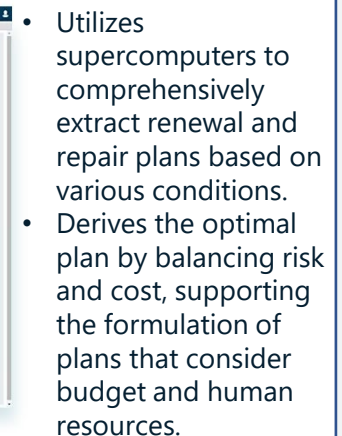 • Utilizes
supercomputers to
comprehensively
extract renewal and
repair plans based on
various conditions.
• Derives the optimal
plan by balancing risk
and cost, supporting
the formulation of
plans that consider
budget and human
resources.